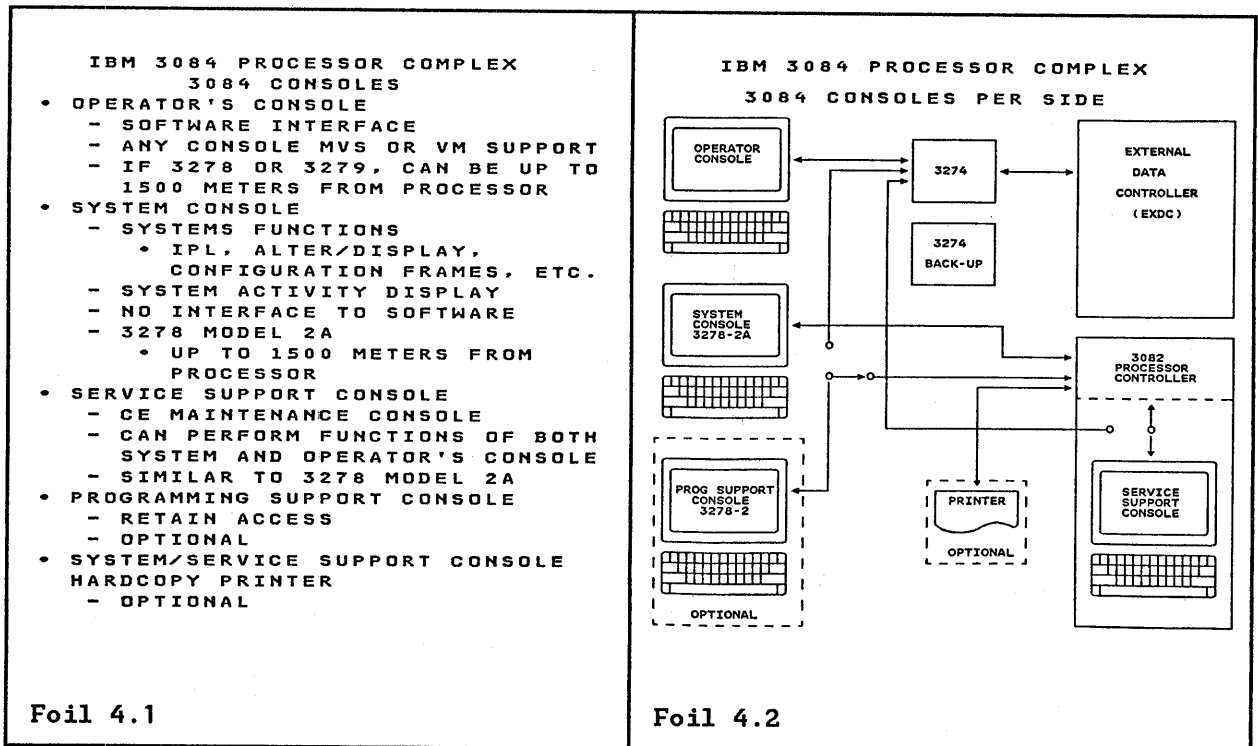 IBM 3084 PROCESSOR COMPLEX
3084 CONSOLES
• OPERATOR'S CONSOLE
- SOFTWARE INTERFACE
- ANY CONSOLE MVS OR VM SUPPORT
- IF 3278 OR 3279, CAN BE UP TO
1500 METERS FROM PROCESSOR
• SYSTEM CONSOLE
- SYSTEMS FUNCTIONS
• IPL, ALTER/DISPLAY,
CONFIGURATION FRAMES, ETC.
- SYSTEM ACTIVITY DISPLAY
- NO INTERFACE TO SOFTWARE
- 3278 MODEL 2A
• UP TO 1500 METERS FROM
PROCESSOR
• SERVICE SUPPORT CONSOLE
- CE MAINTENANCE CONSOLE
- CAN PERFORM FUNCTIONS OF BOTH
SYSTEM AND OPERATOR'S CONSOLE
- SIMILAR TO 3278 MODEL 2A
• PROGRAMMING SUPPORT CONSOLE
- RETAIN ACCESS
- OPTIONAL
• SYSTEM/SERVICE SUPPORT CONSOLE
HARDCOPY PRINTER
- OPTIONAL
Foil 4.1
IBM 3084 PROCESSOR COMPLEX
3084 CONSOLES PER SIDE
OPERATOR
CONSOLE
3274
EXTERNAL
DATA
CONTROLLER
(EXDC)
3274
BACK-UP
SYSTEM
CONSOLE
3278-2A
3082
PROCESSOR
CONTROLLER
PROG SUPPORT
CONSOLE
3278-2
OPTIONAL
PRINTER
OPTIONAL
SERVICE
SUPPORT
CONSOLE
Foil 4.2